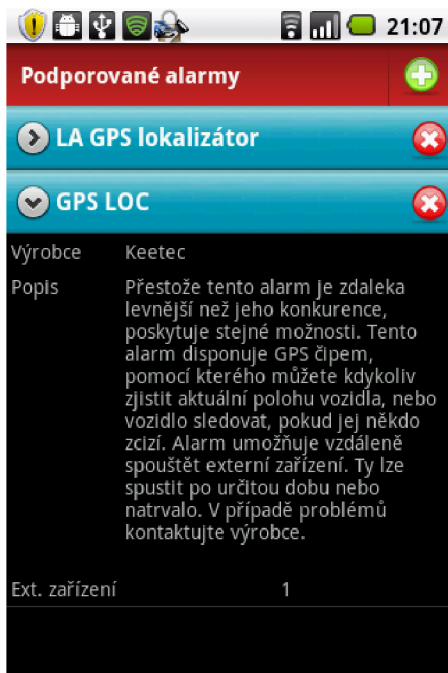 21:07
Podporované alarmy
LA GPS lokalizátor
GPS LOC
Výrobce Keetec
Popis Přestože tento alarm je zdaleka
levnější než jeho konkurence,
poskytuje stejné možnosti. Tento
alarm disponuje GPS čipem,
pomocí kterého můžete kdykoliv
zjistit aktuální polohu vozidla, nebo
vozidlo sledovat, pokud jej někdo
zcizí. Alarm umožňuje vzdáleně
spouštět externí zařízení. Ty lze
spustit po určitou dobu nebo
natrvalo. V případě problémů
kontaktujte výrobce.
Ext. zařízení 1